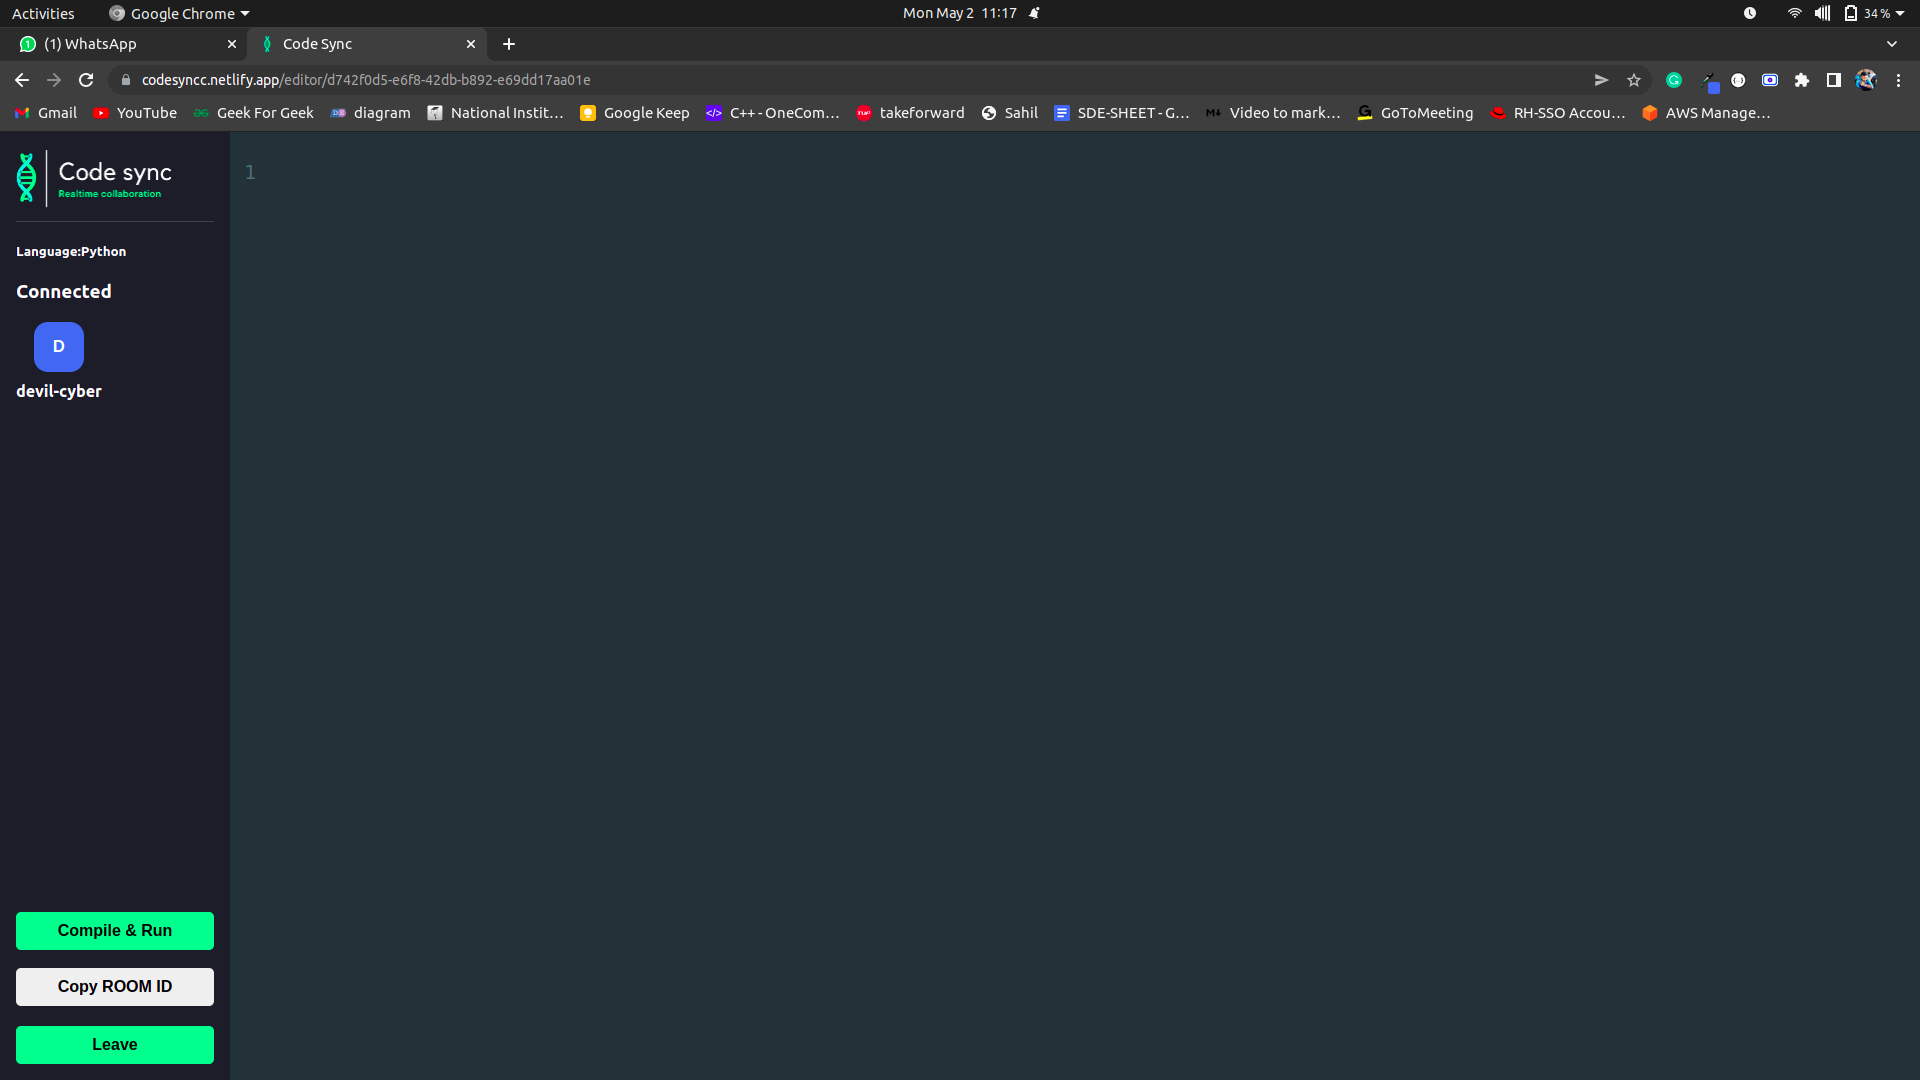 Activities Google Chrome Mon May 2 11:17 34 %
(1) WhatsApp Code Sync
codesyncc.netlify.app/editor/d742f0d5-e6f8-42db-b892-e69dd17aa01e
Gmail YouTube Geek For Geek diagram National Instit... Google Keep C++ - OneCom... takeforward Sahil SDE-SHEET - G... Video to mark... GoToMeeting RH-SSO Accou... AWS Manage...
Code sync
Realtime collaboration
1
Language:Python
Connected
D
devil-cyber
Compile & Run
Copy ROOM ID
Leave